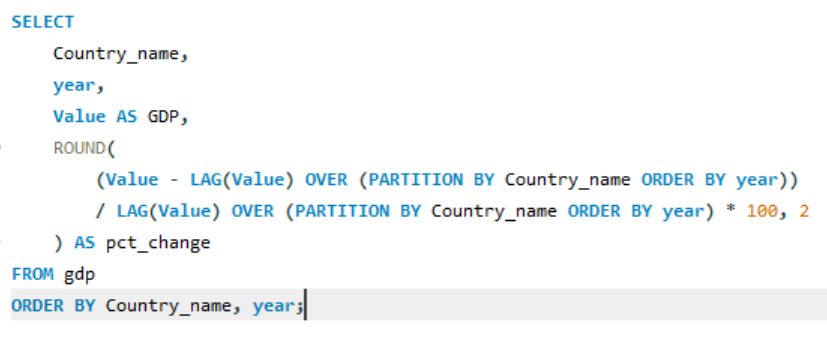 SELECT
    Country_name,
    year,
    Value AS GDP,
    ROUND(
        (Value - LAG(Value) OVER (PARTITION BY Country_name ORDER BY year))
        / LAG(Value) OVER (PARTITION BY Country_name ORDER BY year) * 100, 2
    ) AS pct_change
FROM gdp
ORDER BY Country_name, year;